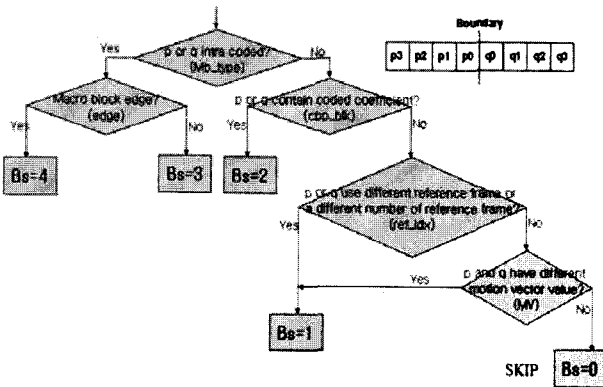 Boundary
p3 p2 p1 p0 q0 q1 q2 q3
p or q Intra coded?
(Mb_type)
Yes
No
Macro block edge?
(edge)
Yes
No
p or q contain coded coefficient?
(cbp_blk)
Yes
No
Bs=4
Bs=3
Bs=2
p or q use different reference frame or
a different number of reference frame?
(ref_idx)
Yes
No
p and q have different
motion vector value?
(MV)
Yes
No
Bs=1
SKIP
Bs=0